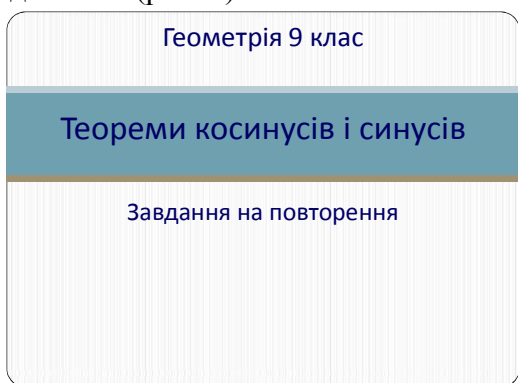 Геометрія 9 клас
Теореми косинусів і синусів
Завдання на повторення